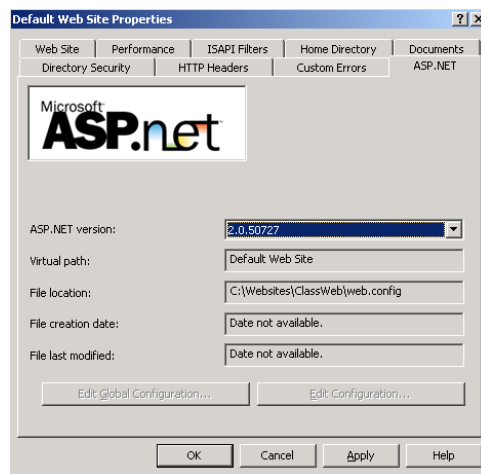 Default Web Site Properties
Web Site Performance ISAPI Filters Home Directory Documents
Directory Security HTTP Headers Custom Errors ASP.NET
Microsoft
ASP.net
ASP.NET version: 2.0.50727
Virtual path: Default Web Site
File location: C:\Websites\ClassWeb\web.config
File creation date: Date not available.
File last modified: Date not available.
Edit Global Configuration... Edit Configuration...
OK Cancel Apply Help